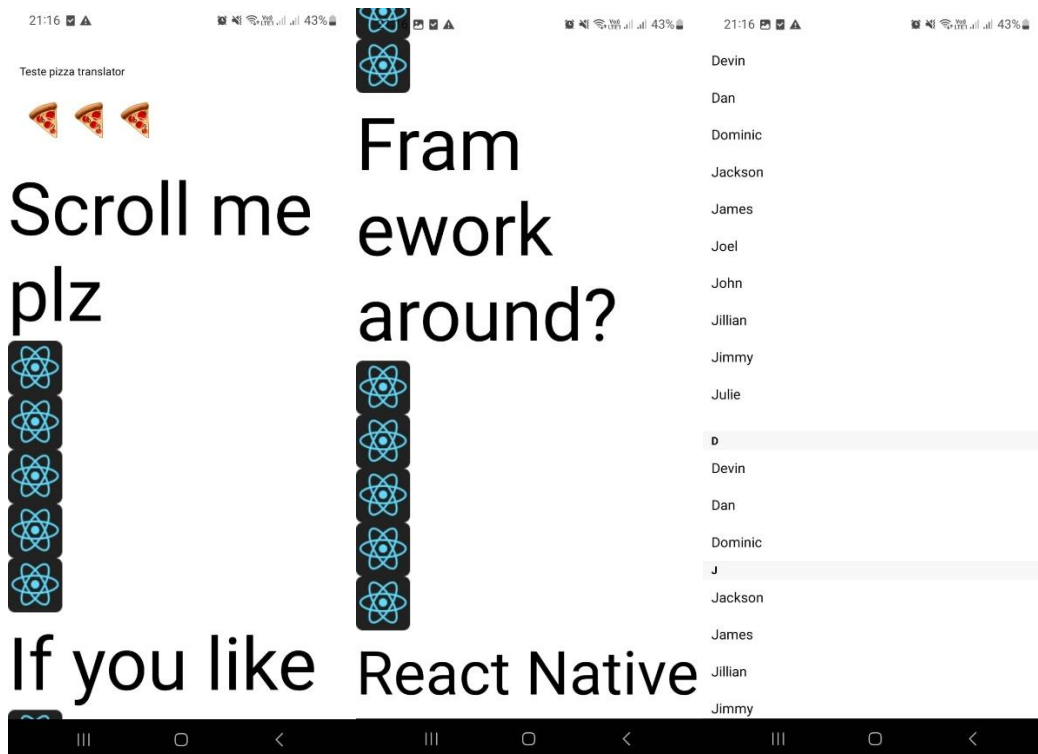 21:16
43%
Teste pizza translator
Scroll me
plz
If you like
43%
Fram
ework
around?
React Native
21:16
43%
Devin
Dan
Dominic
Jackson
James
Joel
John
Jillian
Jimmy
Julie
D
Devin
Dan
Dominic
J
Jackson
James
Jillian
Jimmy